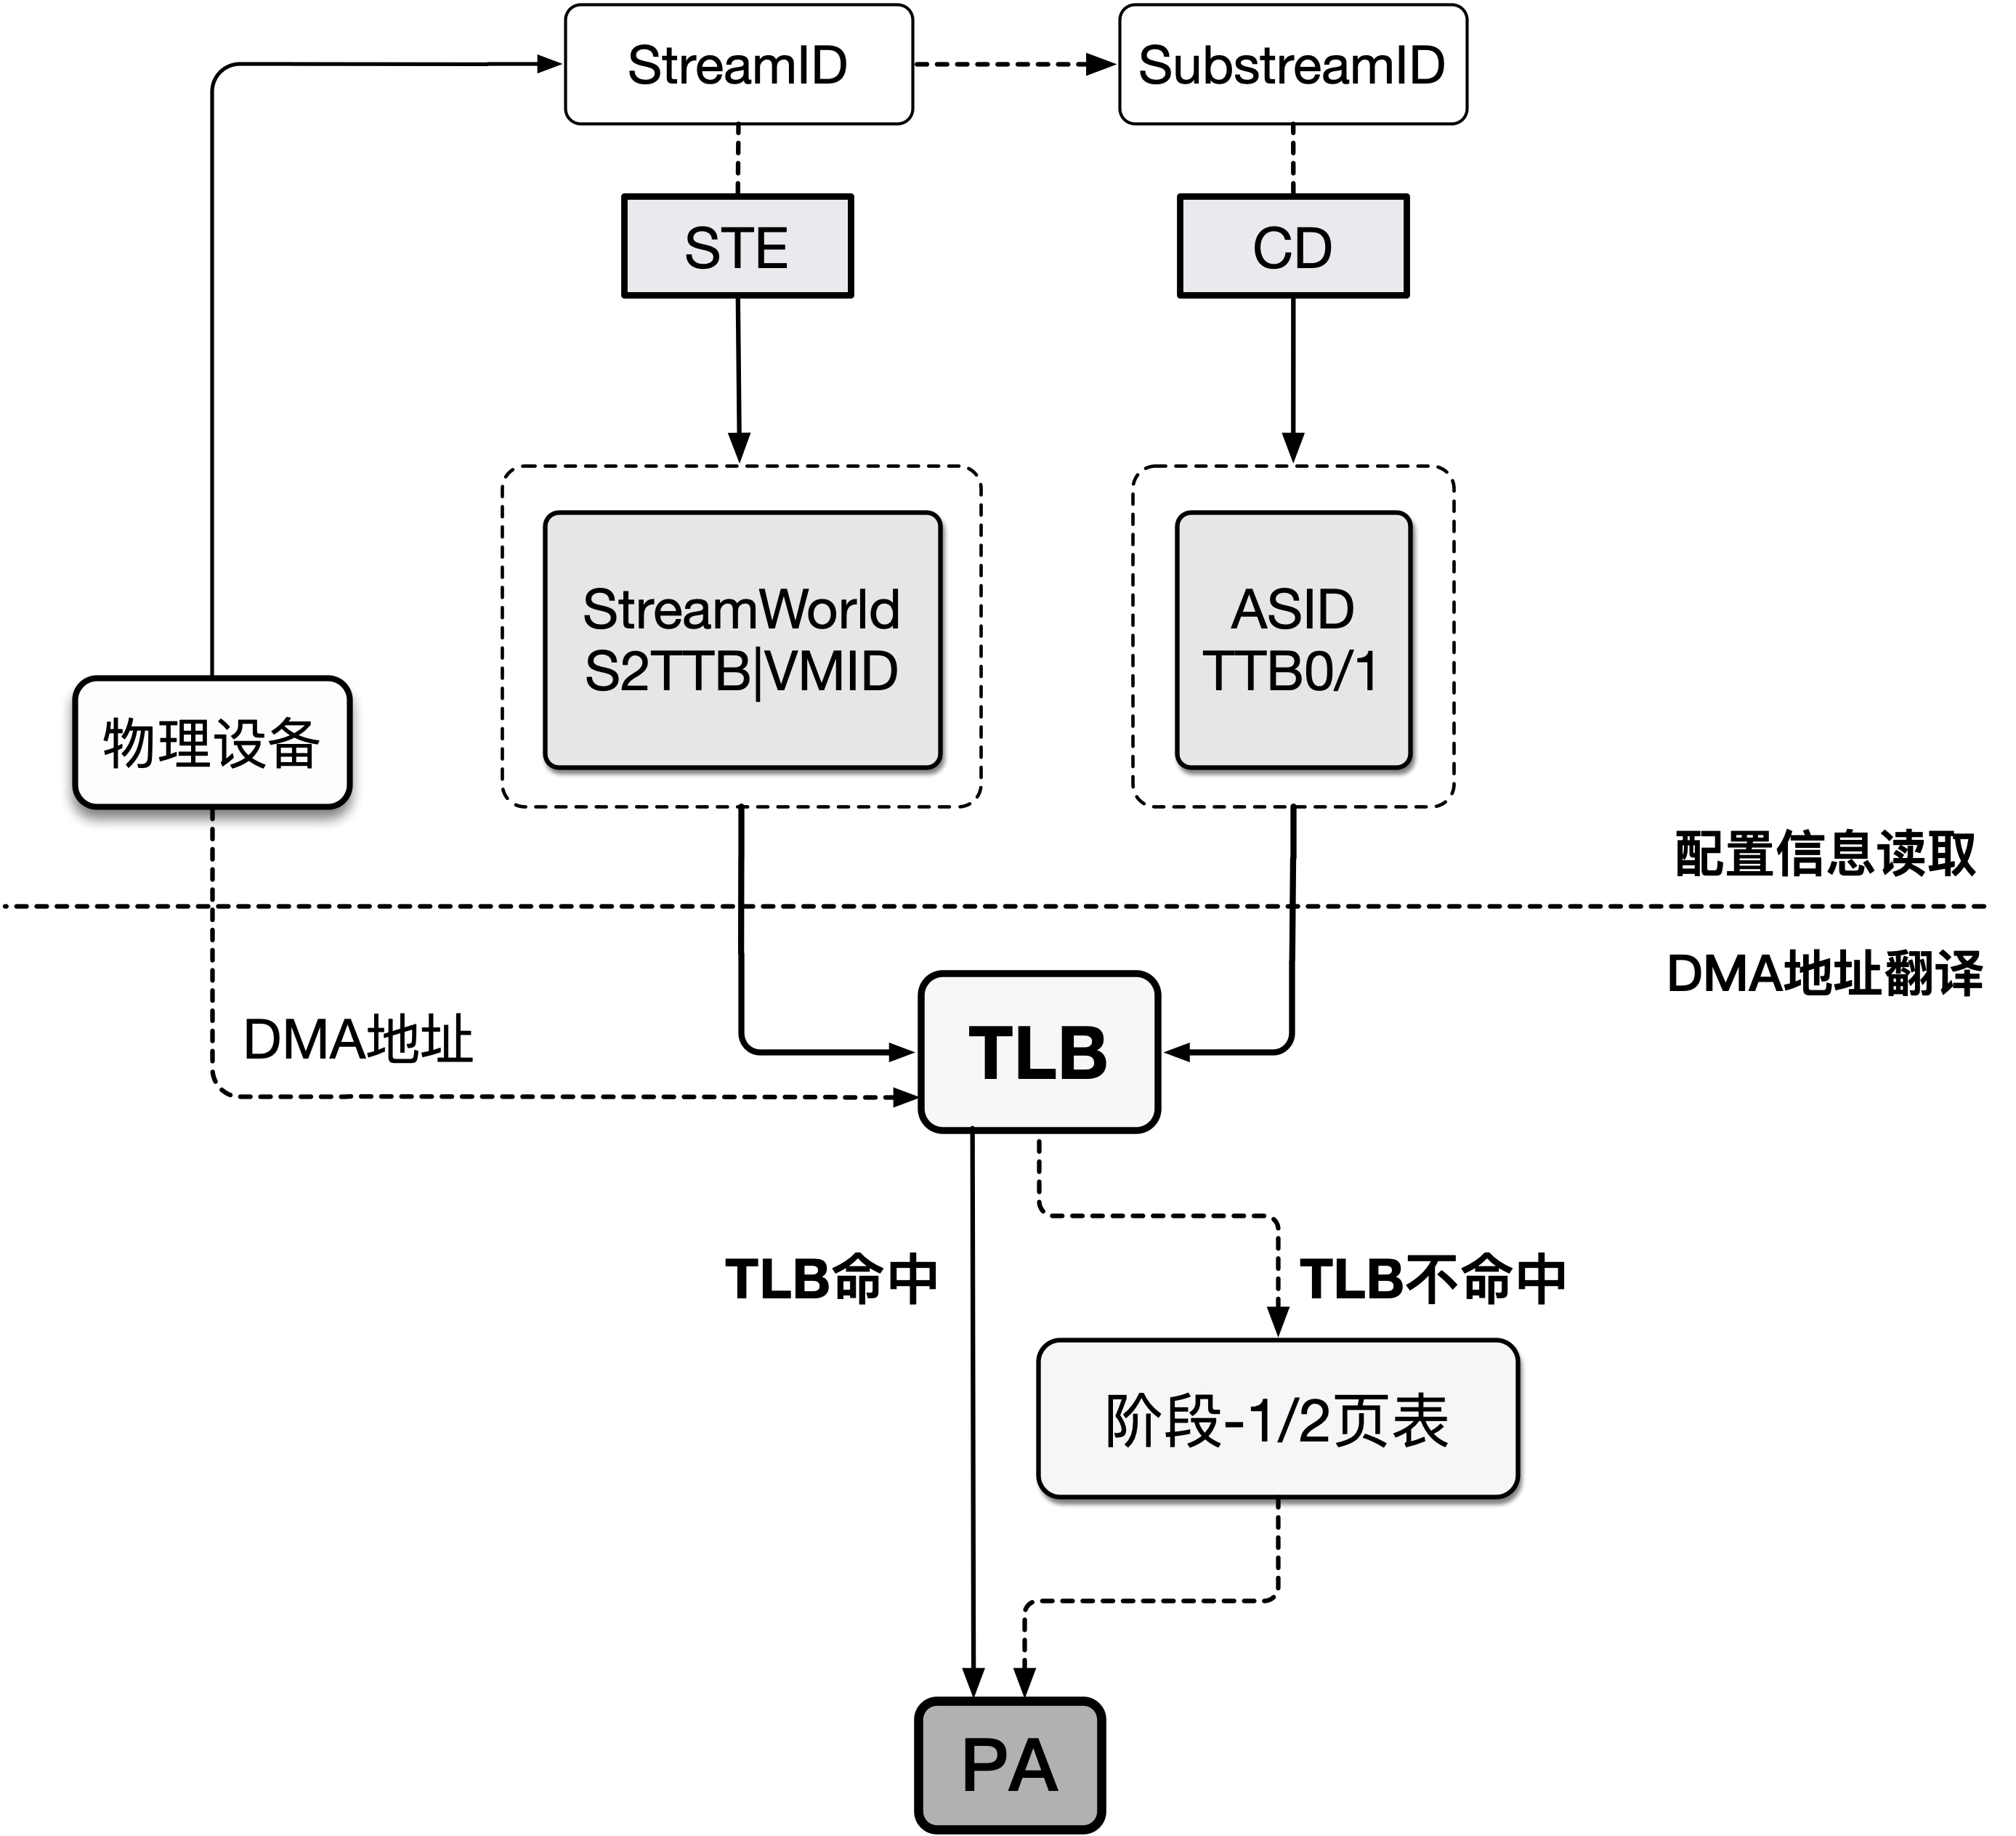 StreamID
SubstreamID
STE
CD
StreamWorld
S2TTB|VMID
ASID
TTB0/1
物理设备
配置信息读取
DMA地址翻译
DMA地址
TLB
TLB命中
TLB不命中
阶段-1/2页表
PA